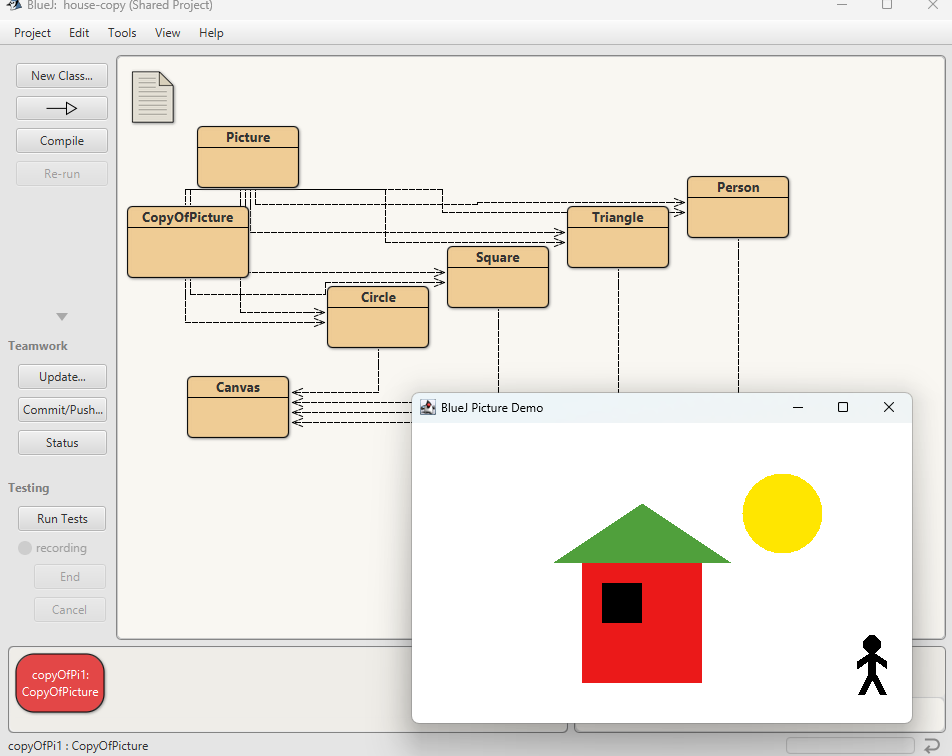 BlueJ: house-copy (Shared Project)
Project Edit Tools View Help
New Class...
Compile
Re-run
Teamwork
Update...
Commit/Push...
Status
Testing
Run Tests
recording
End
Cancel
Picture
CopyOfPicture
Person
Triangle
Square
Circle
Canvas
BlueJ Picture Demo
copyOfPi1:
CopyOfPicture
copyOfPi1 : CopyOfPicture